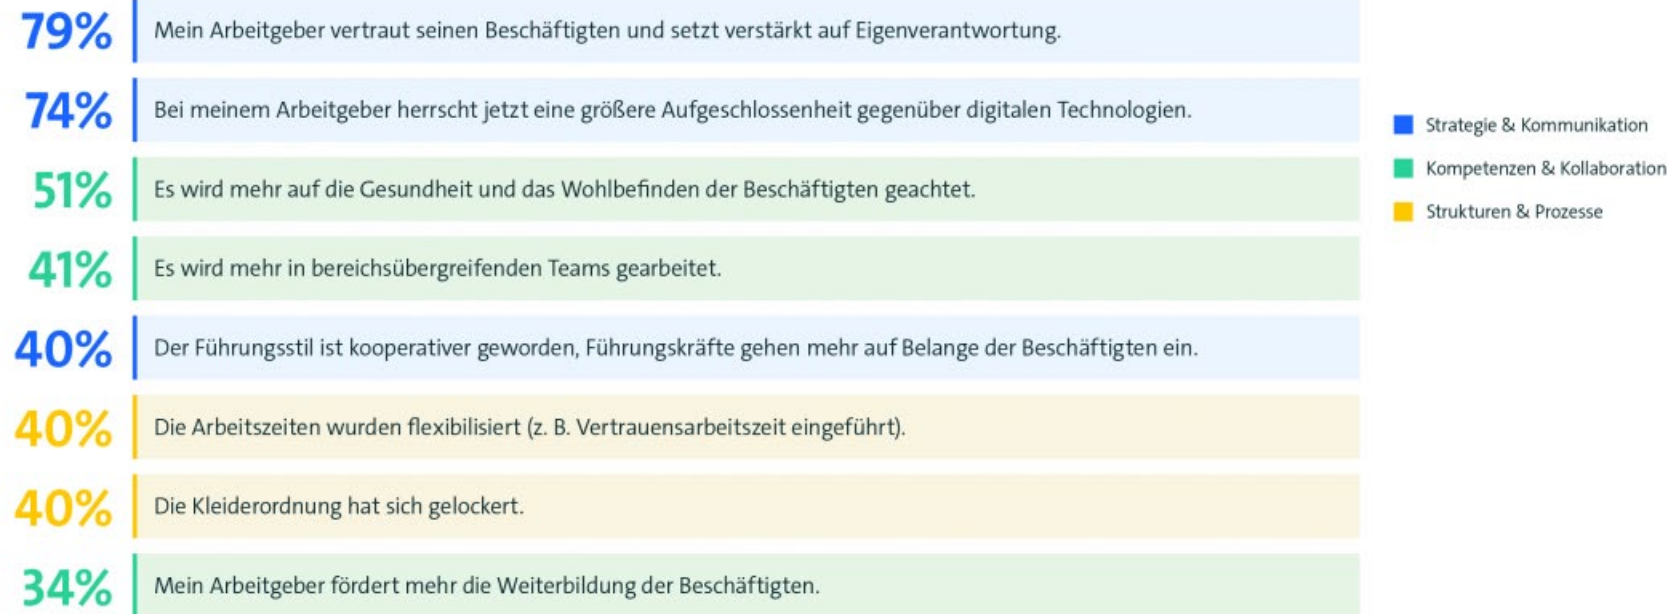 79% Mein Arbeitgeber vertraut seinen Beschäftigten und setzt verstärkt auf Eigenverantwortung.
74% Bei meinem Arbeitgeber herrscht jetzt eine größere Aufgeschlossenheit gegenüber digitalen Technologien.
51% Es wird mehr auf die Gesundheit und das Wohlbefinden der Beschäftigten geachtet.
41% Es wird mehr in bereichsübergreifenden Teams gearbeitet.
40% Der Führungsstil ist kooperativer geworden, Führungskräfte gehen mehr auf Belange der Beschäftigten ein.
40% Die Arbeitszeiten wurden flexibilisiert (z. B. Vertrauensarbeitszeit eingeführt).
40% Die Kleiderordnung hat sich gelockert.
34% Mein Arbeitgeber fördert mehr die Weiterbildung der Beschäftigten.
Strategie & Kommunikation
Kompetenzen & Kollaboration
Strukturen & Prozesse